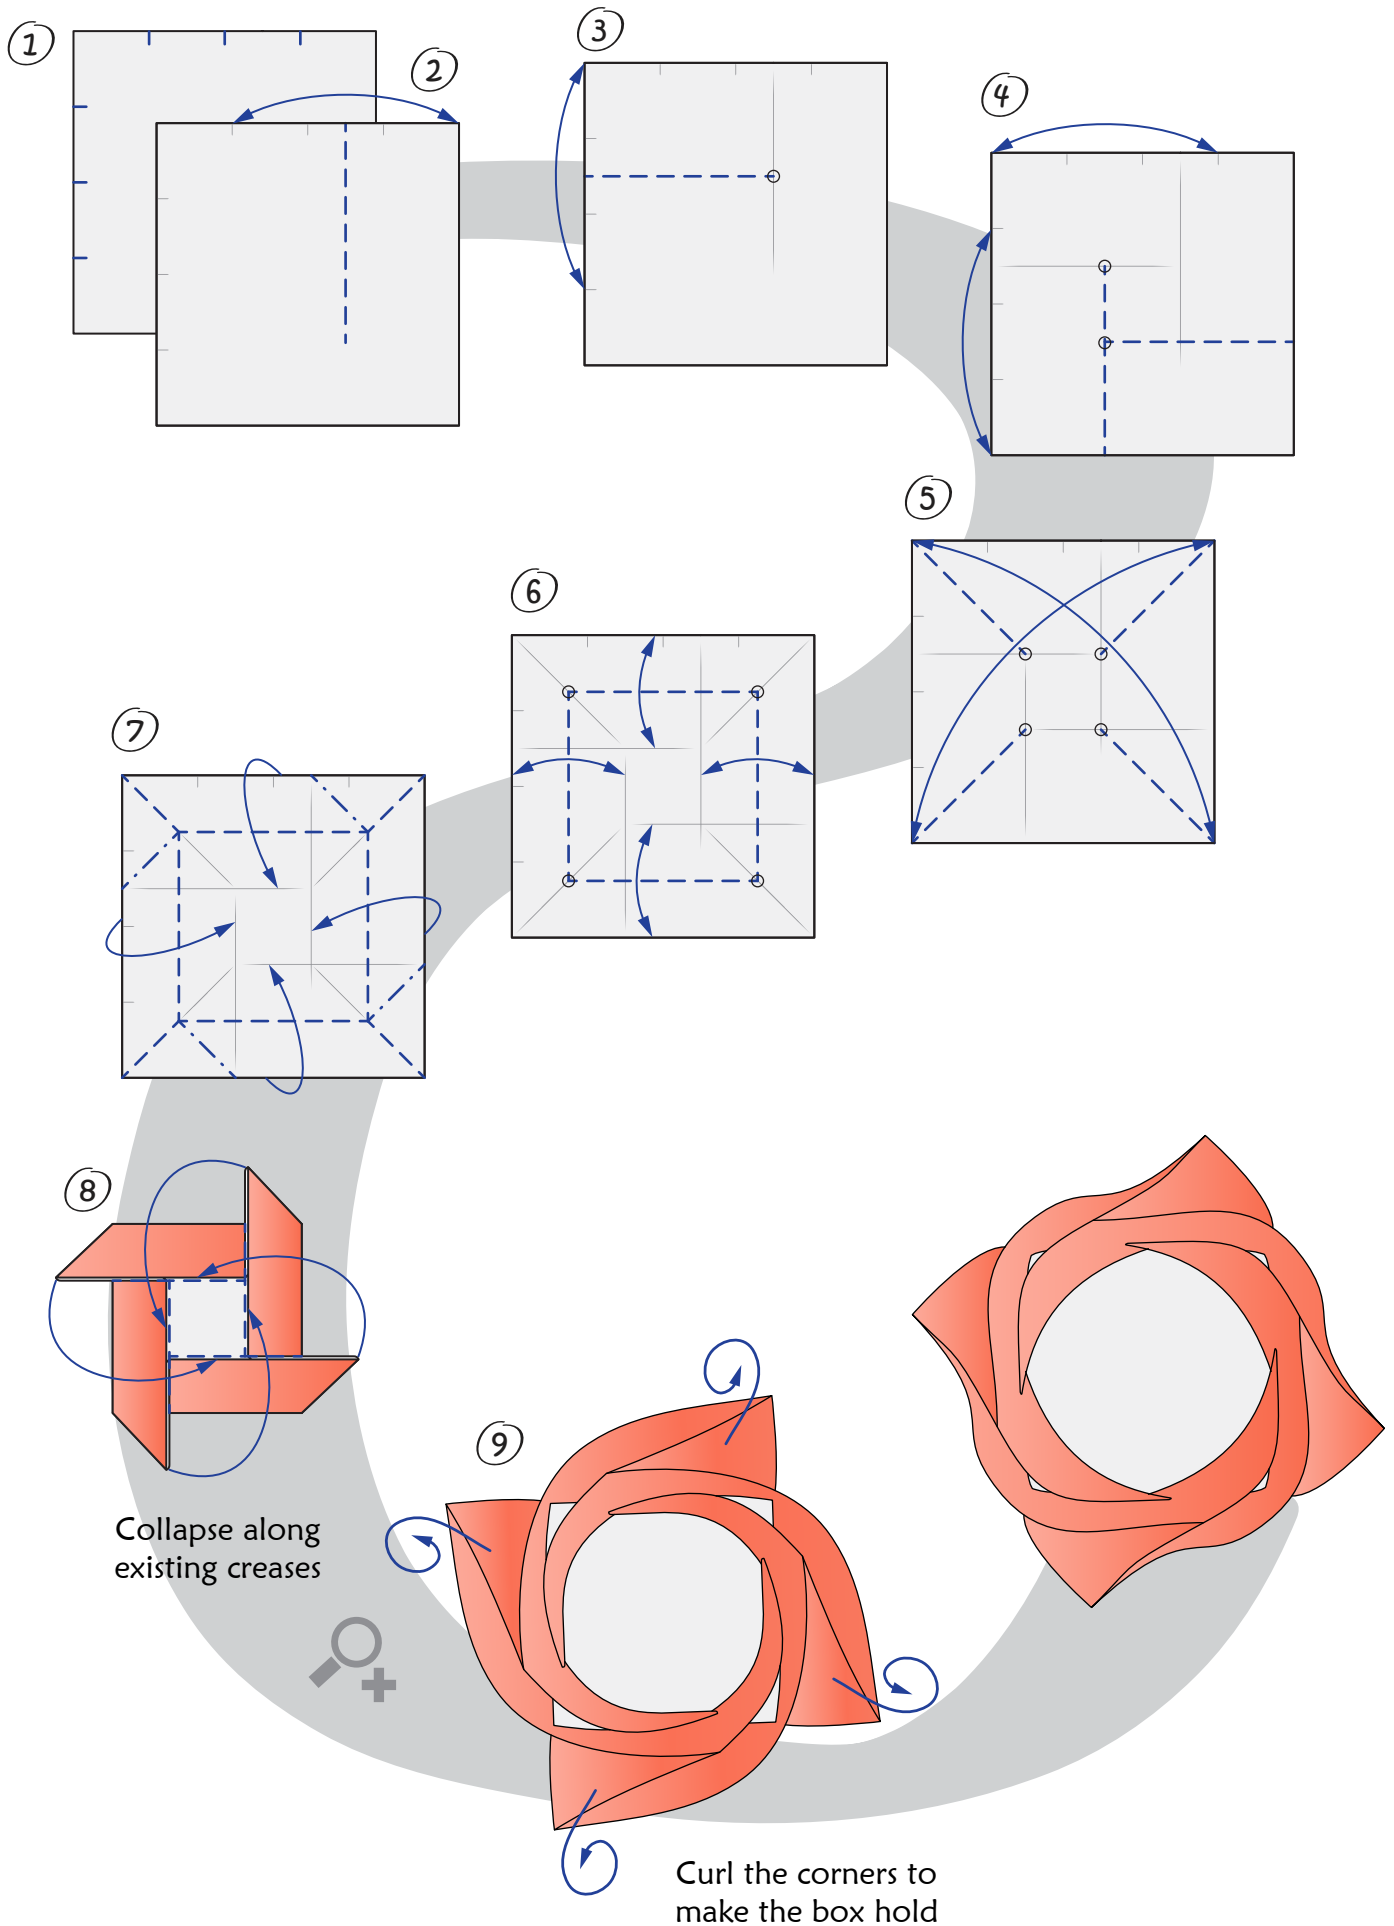 1
2
3
4
5
6
7
8
Collapse along
existing creases
9
Curl the corners to
make the box hold